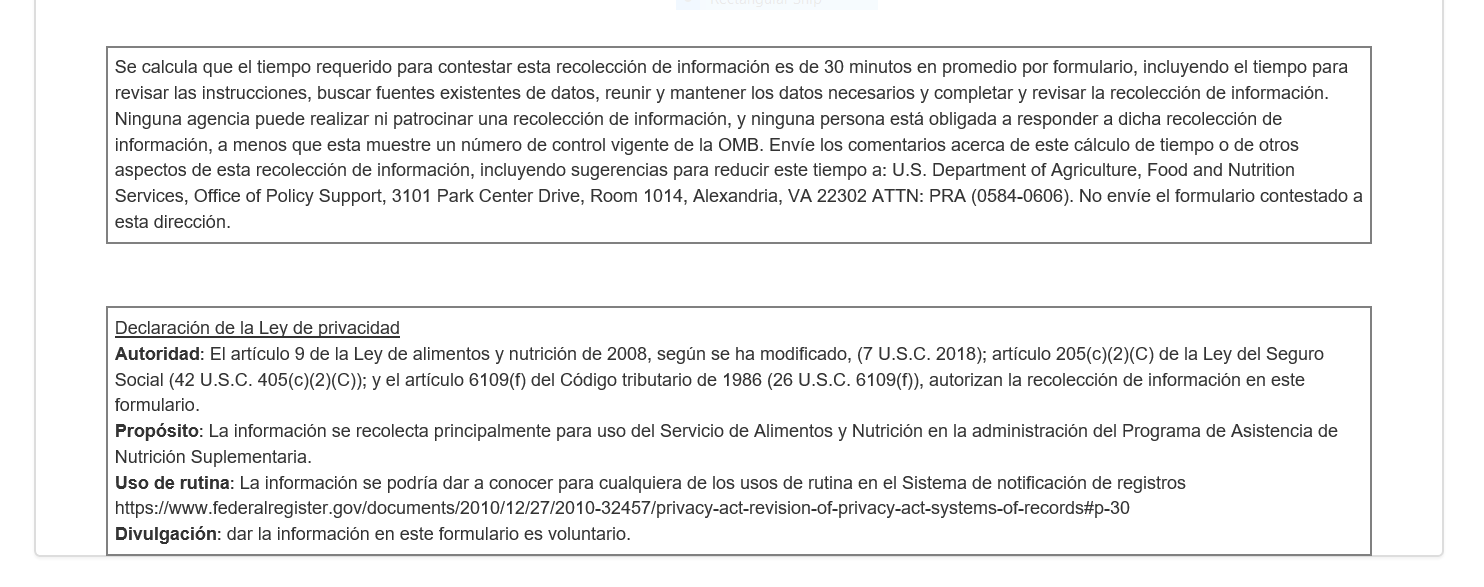 Se calcula que el tiempo requerido para contestar esta recolección de información es de 30 minutos en promedio por formulario, incluyendo el tiempo para
revisar las instrucciones, buscar fuentes existentes de datos, reunir y mantener los datos necesarios y completar y revisar la recolección de información.
Ninguna agencia puede realizar ni patrocinar una recolección de información, y ninguna persona está obligada a responder a dicha recolección de
información, a menos que esta muestre un número de control vigente de la OMB. Envíe los comentarios acerca de este cálculo de tiempo o de otros
aspectos de esta recolección de información, incluyendo sugerencias para reducir este tiempo a: U.S. Department of Agriculture, Food and Nutrition
Services, Office of Policy Support, 3101 Park Center Drive, Room 1014, Alexandria, VA 22302 ATTN: PRA (0584-0606). No envíe el formulario contestado a
esta dirección.
Declaración de la Ley de privacidad
Autoridad: El artículo 9 de la Ley de alimentos y nutrición de 2008, según se ha modificado, (7 U.S.C. 2018); artículo 205(c)(2)(C) de la Ley del Seguro
Social (42 U.S.C. 405(c)(2)(C)); y el artículo 6109(f) del Código tributario de 1986 (26 U.S.C. 6109(f)), autorizan la recolección de información en este
formulario.
Propósito: La información se recolecta principalmente para uso del Servicio de Alimentos y Nutrición en la administración del Programa de Asistencia de
Nutrición Suplementaria.
Uso de rutina: La información se podría dar a conocer para cualquiera de los usos de rutina en el Sistema de notificación de registros
https://www.federalregister.gov/documents/2010/12/27/2010-32457/privacy-act-revision-of-privacy-act-systems-of-records#p-30
Divulgación: dar la información en este formulario es voluntario.